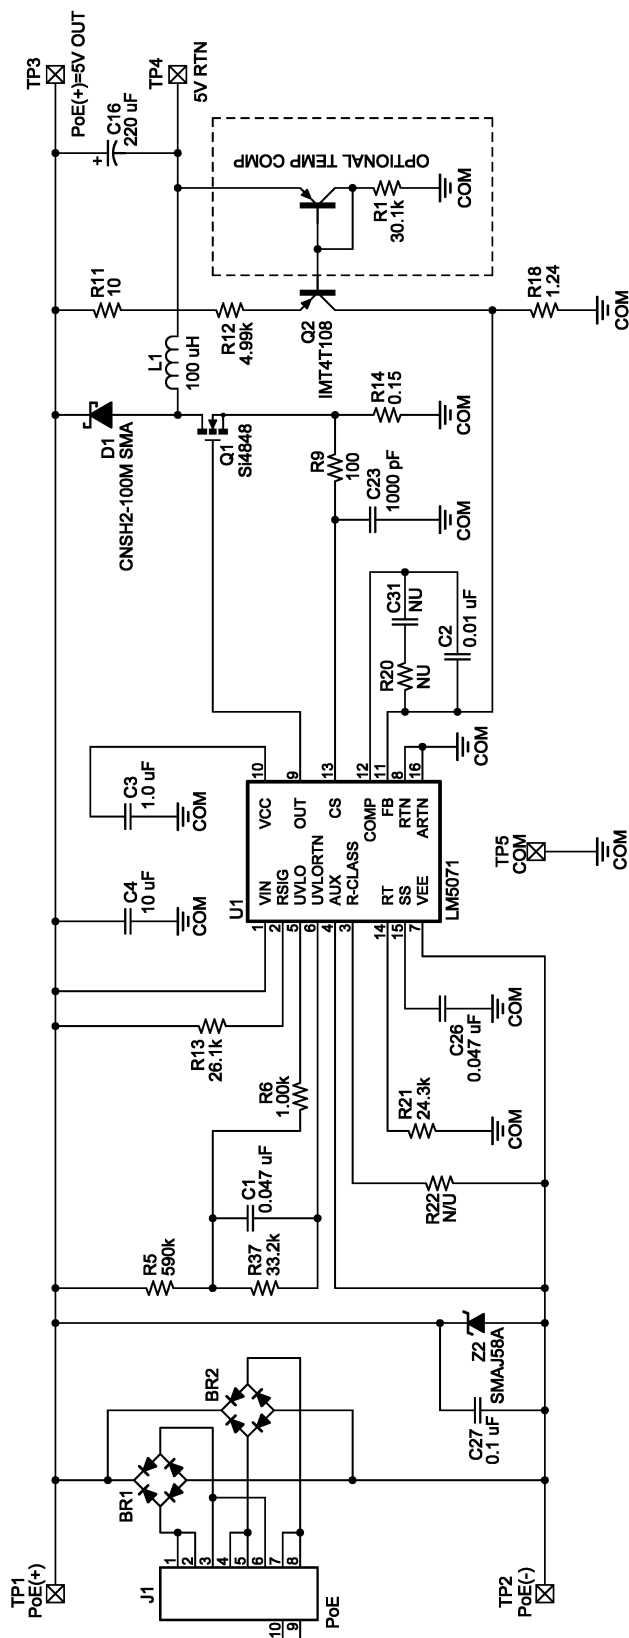 TP1
PoE(+)
J1
1
2
3
4
5
6
7
8
10
9
PoE
TP2
PoE(-)
BR1
BR2
C27
0.1 uF
Z2
SMAJ58A
R5
590k
R37
33.2k
C1
0.047 uF
R6
1.00k
R13
26.1k
R22
N/U
R21
24.3k
COM
C26
0.047 uF
COM
C4
10 uF
COM
C3
1.0 uF
COM
U1
1
2
5
6
4
3
14
15
7
VIN
RSIG
UVLO
UVLORTN
AUX
R-CLASS
RT
SS
VEE
VCC
OUT
CS
COMP
FB
RTN
ARTN
10
9
13
12
11
8
16
LM5071
TP5
COM
COM
COM
R20
NU
C31
NU
C2
0.01 uF
D1
CNSH2-100M SMA
Q1
Si4848
L1
100 uH
R9
100
C23
1000 pF
COM
R14
0.15
COM
R11
10
R12
4.99k
Q2
IMT4T108
R18
1.24
COM
OPTIONAL TEMP COMP
R1
30.1k
COM
+
C16
220 uF
TP3
PoE(+)=5V OUT
TP4
5V RTN